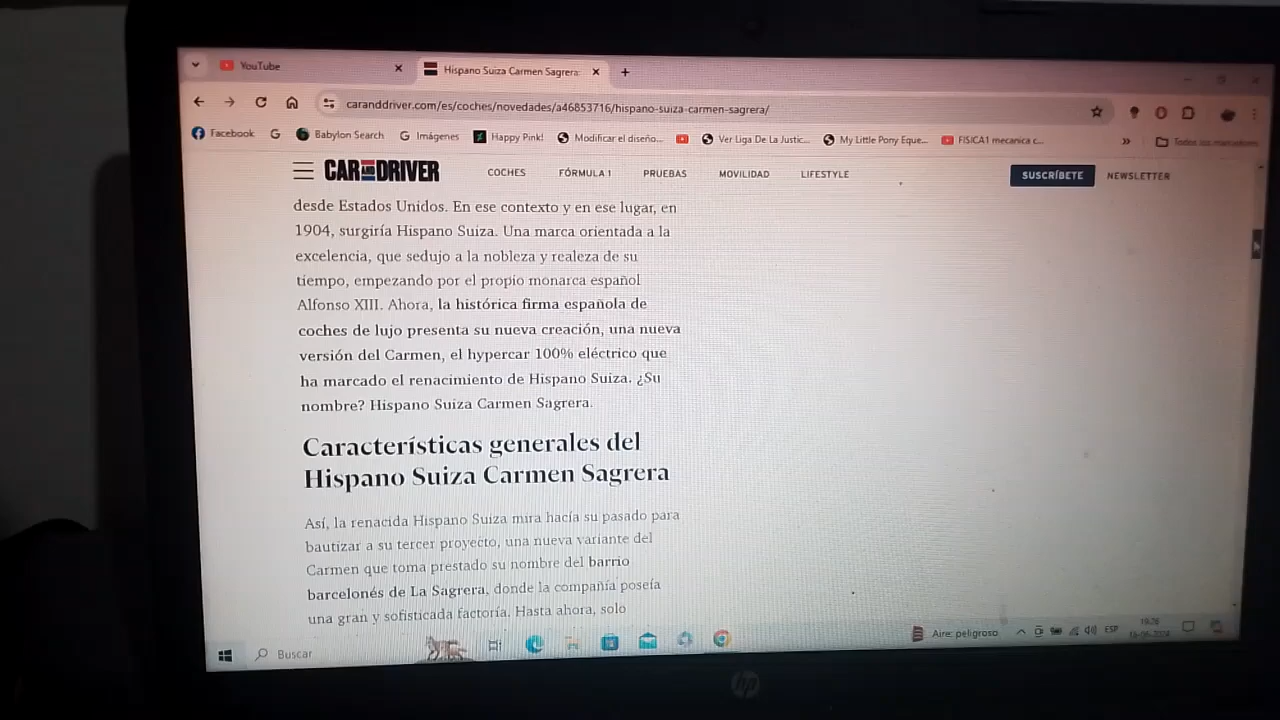 YouTube
Hispano Suiza Carmen Sagrera:
caranddriver.com/es/coches/novedades/a46853716/hispano-suiza-carmen-sagrera/
Facebook
Babylon Search
Imágenes
Happy Pink!
Modificar el diseño...
Ver Liga De La Justic...
My Little Pony Eque...
FISICA1 mecanica c...
Todos los marcadores
CAR AND DRIVER
COCHES
FÓRMULA 1
PRUEBAS
MOVILIDAD
LIFESTYLE
SUSCRÍBETE
NEWSLETTER
desde Estados Unidos. En ese contexto y en ese lugar, en
1904, surgiría Hispano Suiza. Una marca orientada a la
excelencia, que sedujo a la nobleza y realeza de su
tiempo, empezando por el propio monarca español
Alfonso XIII. Ahora, la histórica firma española de
coches de lujo presenta su nueva creación, una nueva
versión del Carmen, el hypercar 100% eléctrico que
ha marcado el renacimiento de Hispano Suiza. ¿Su
nombre? Hispano Suiza Carmen Sagrera.
Características generales del
Hispano Suiza Carmen Sagrera
Así, la renacida Hispano Suiza mira hacía su pasado para
bautizar a su tercer proyecto, una nueva variante del
Carmen que toma prestado su nombre del barrio
barcelonés de La Sagrera, donde la compañía poseía
una gran y sofisticada factoría. Hasta ahora, solo
Buscar
Aire: peligroso
ESP
hp